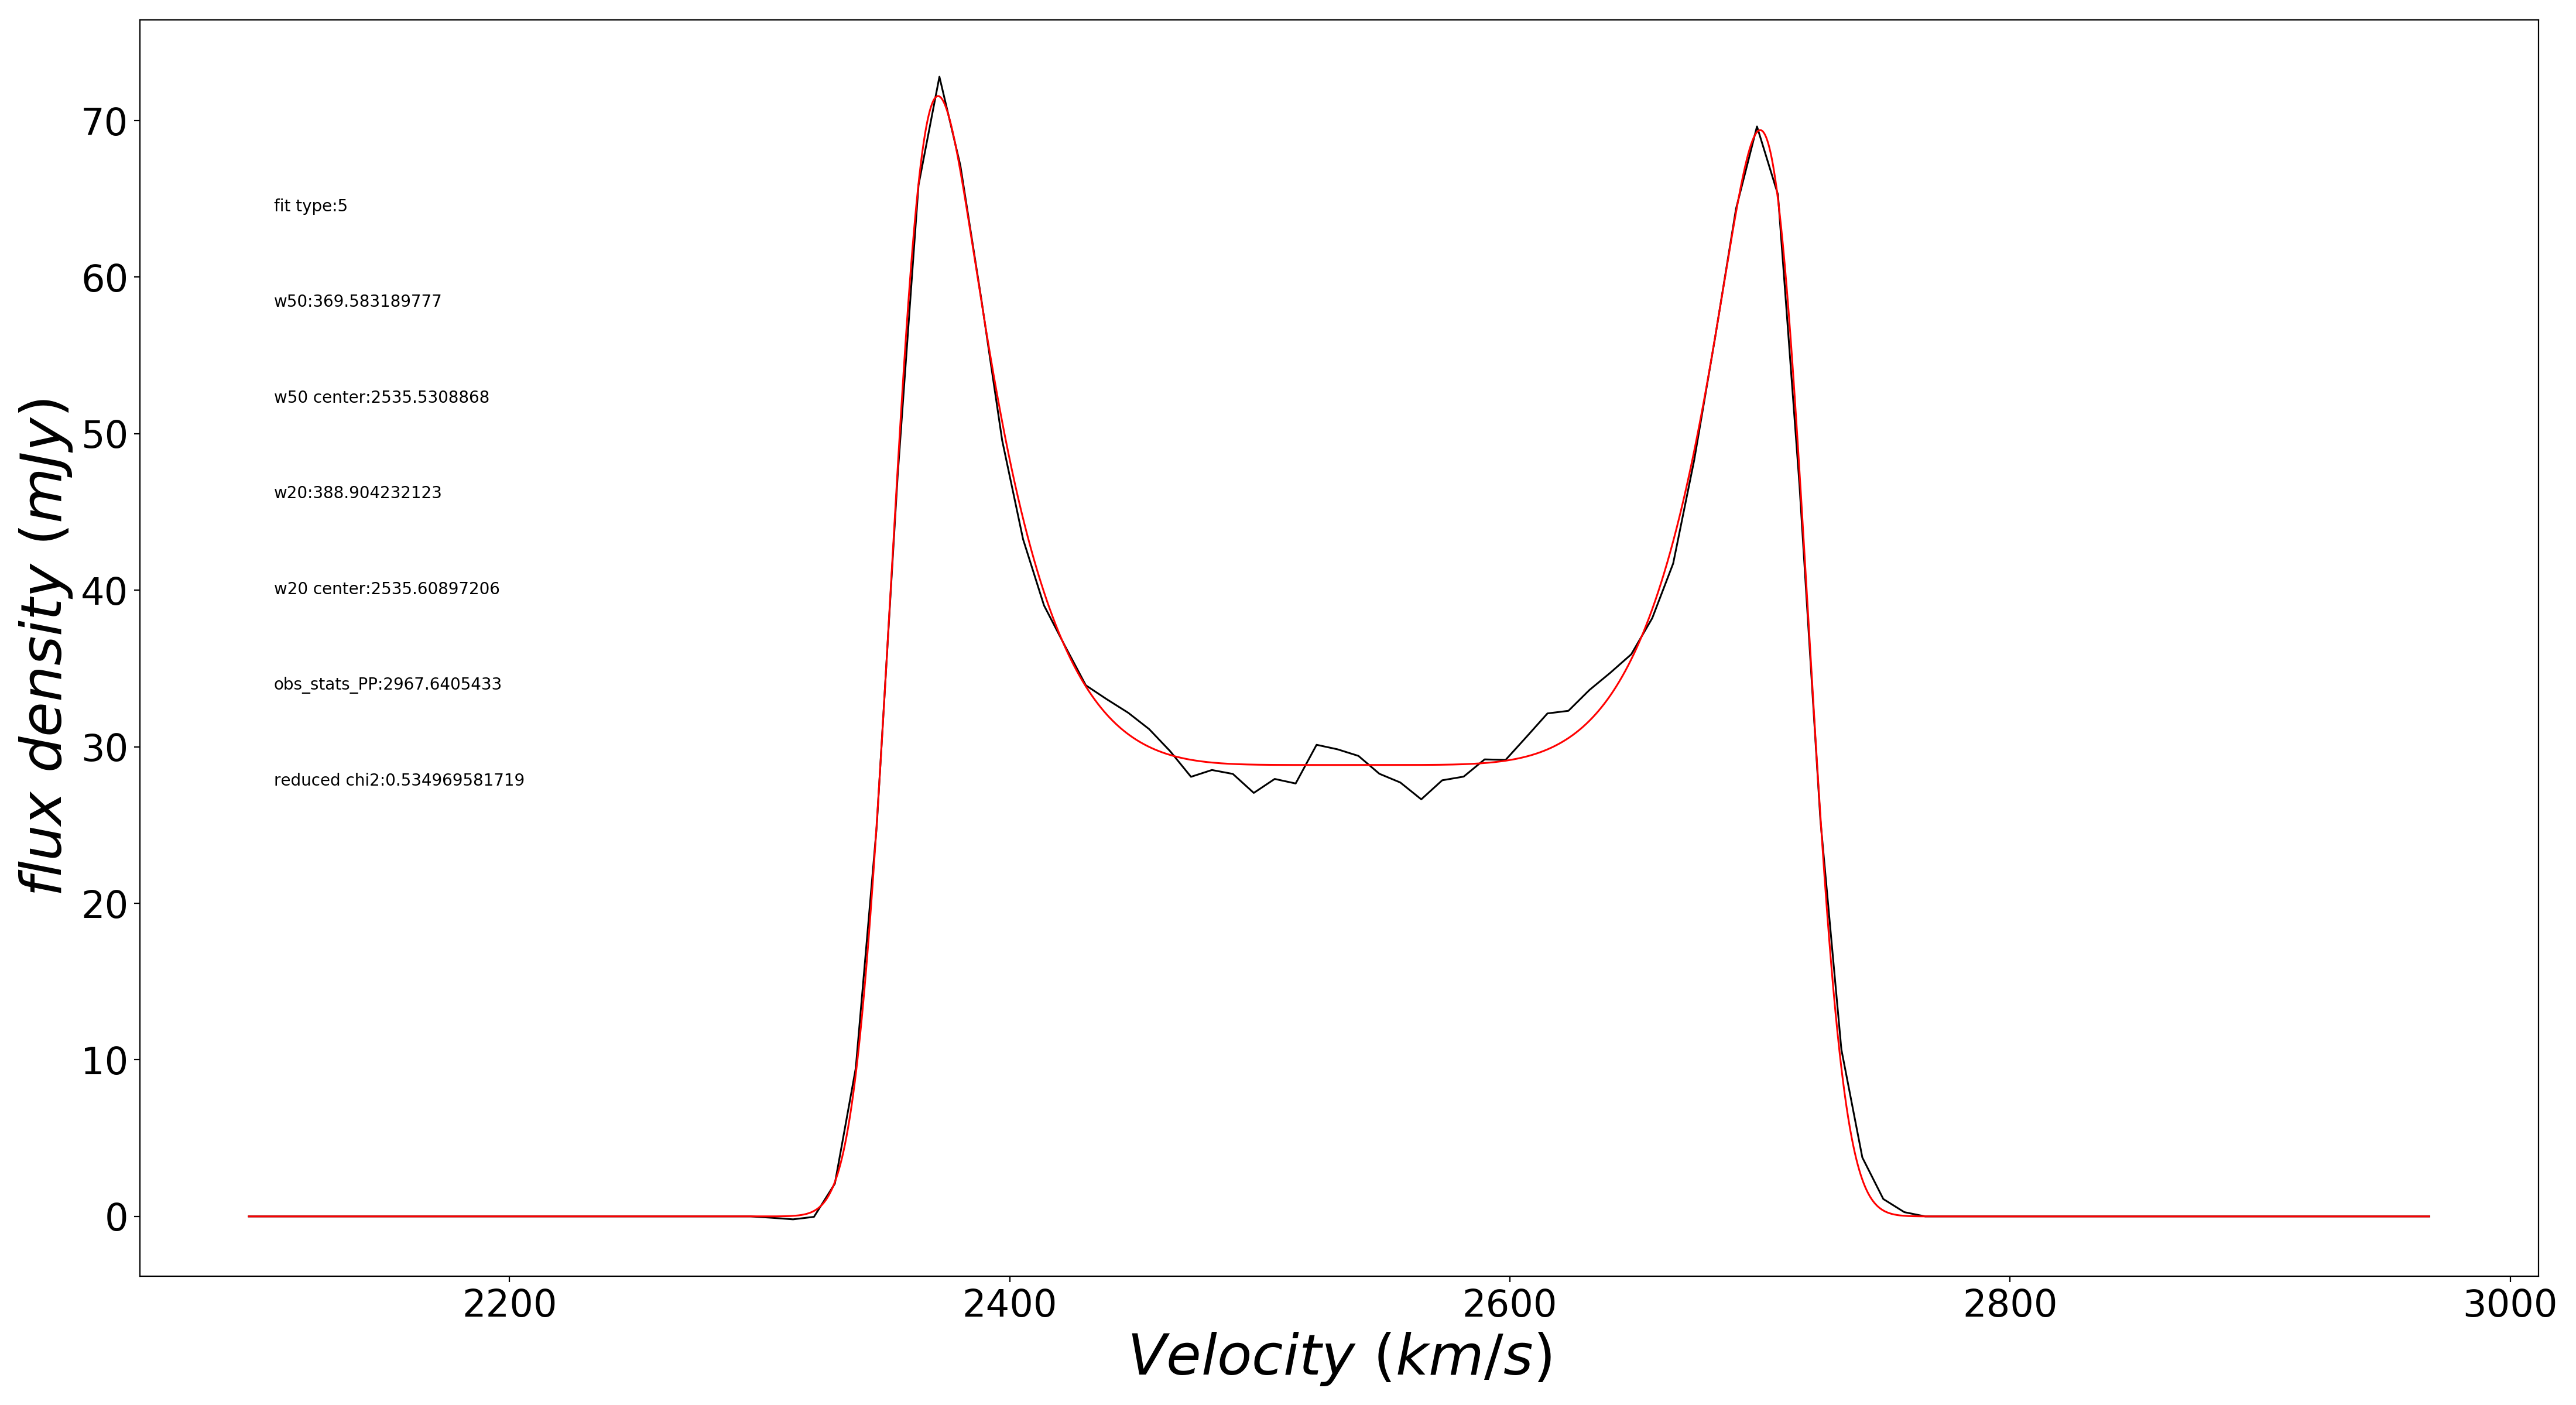 70
60
50
40
30
20
10
0
flux density (mJy)
fit type:5
w50:369.583189777
w50 center:2535.5308868
w20:388.904232123
w20 center:2535.60897206
obs_stats_PP:2967.6405433
reduced chi2:0.534969581719
2200 2400 2600 2800 3000
Velocity (km/s)